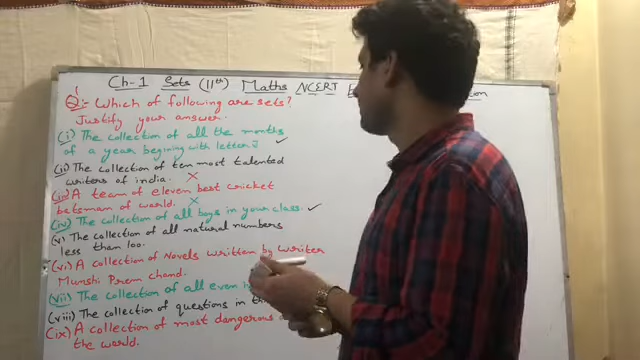 Ch-1 Sets (11th) Maths NCERT
Q1:- Which of following are sets?
Justify your answer.
(i) The collection of all the months
of a year begining with letter J
(ii) The collection of ten most talented
writers of india.
(iii) A team of eleven best cricket
batsman of world.
(iv) The collection of all boys in your class.
(v) The collection of all natural numbers
less than 100.
(vi) A collection of Novels written by writer
Munshi Prem Chand.
(vii) The collection of all even
(viii) The collection of questions in
(ix) A collection of most dangerous
the world.